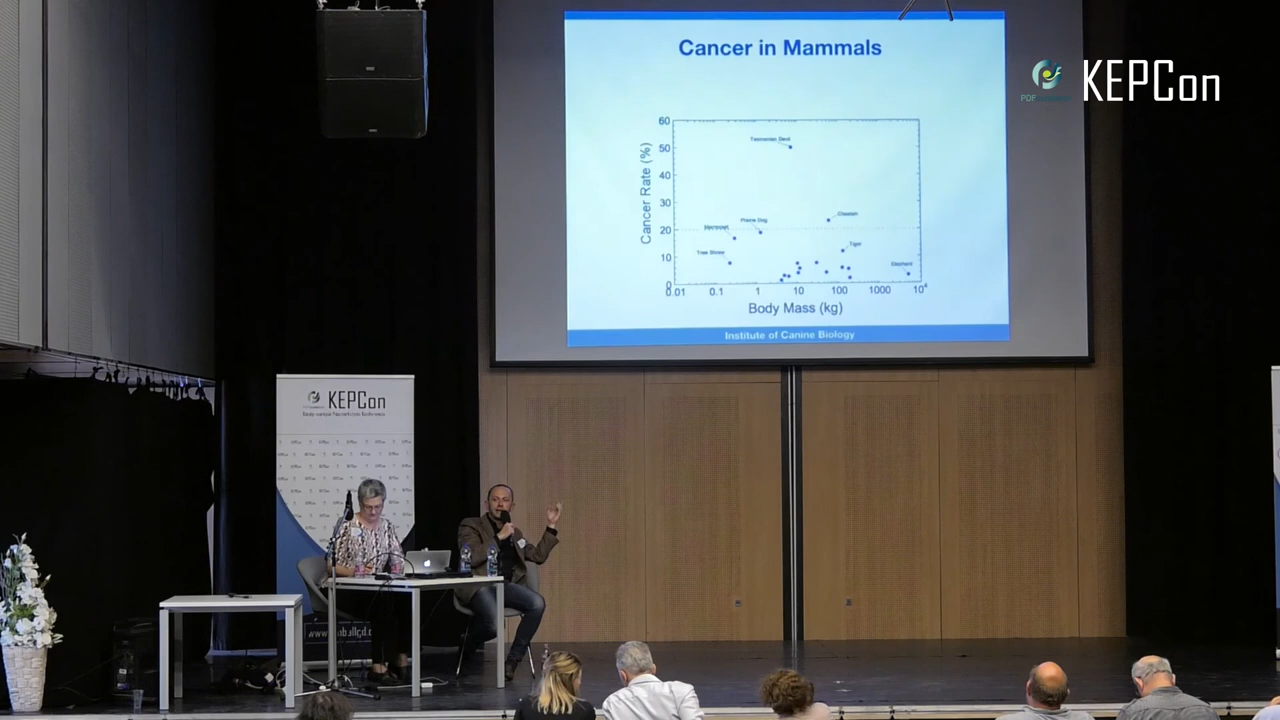 Cancer in Mammals
KEPCon
60
50
40
30
20
10
0
Cancer Rate (%)
Tasmanian Devil
Prairie Dog
Cheetah
Marmoset
Tiger
Tree Shrew
Elephant
0.01 0.1 1 10 100 1000 10⁴
Body Mass (kg)
Institute of Canine Biology
KEPCon